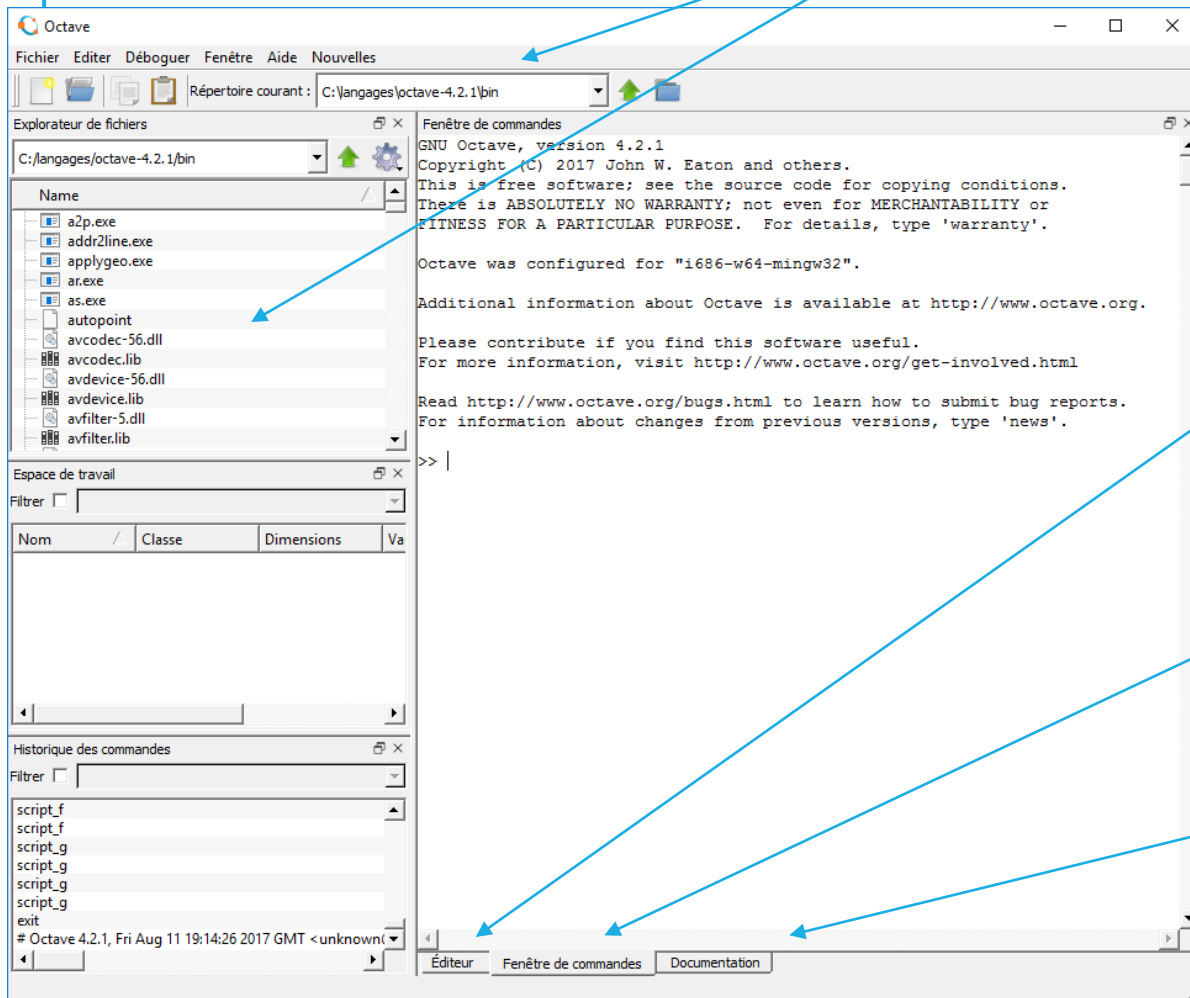 Octave
Fichier Editer Déboguer Fenêtre Aide Nouvelles
Répertoire courant : C:\langages\octave-4.2.1\bin
Explorateur de fichiers
C:/langages/octave-4.2.1/bin
Name
a2p.exe
addr2line.exe
applygeo.exe
ar.exe
as.exe
autopoint
avcodec-56.dll
avcodec.lib
avdevice-56.dll
avdevice.lib
avfilter-5.dll
avfilter.lib
Espace de travail
Filtrer
Nom Classe Dimensions Va
Historique des commandes
Filtrer
script_f
script_f
script_g
script_g
script_g
script_g
exit
# Octave 4.2.1, Fri Aug 11 19:14:26 2017 GMT <unknown
Fenêtre de commandes
GNU Octave, version 4.2.1
Copyright (C) 2017 John W. Eaton and others.
This is free software; see the source code for copying conditions.
There is ABSOLUTELY NO WARRANTY; not even for MERCHANTABILITY or
FITNESS FOR A PARTICULAR PURPOSE.  For details, type 'warranty'.
Octave was configured for "i686-w64-mingw32".
Additional information about Octave is available at http://www.octave.org.
Please contribute if you find this software useful.
For more information, visit http://www.octave.org/get-involved.html
Read http://www.octave.org/bugs.html to learn how to submit bug reports.
For information about changes from previous versions, type 'news'.
>>
Éditeur Fenêtre de commandes Documentation